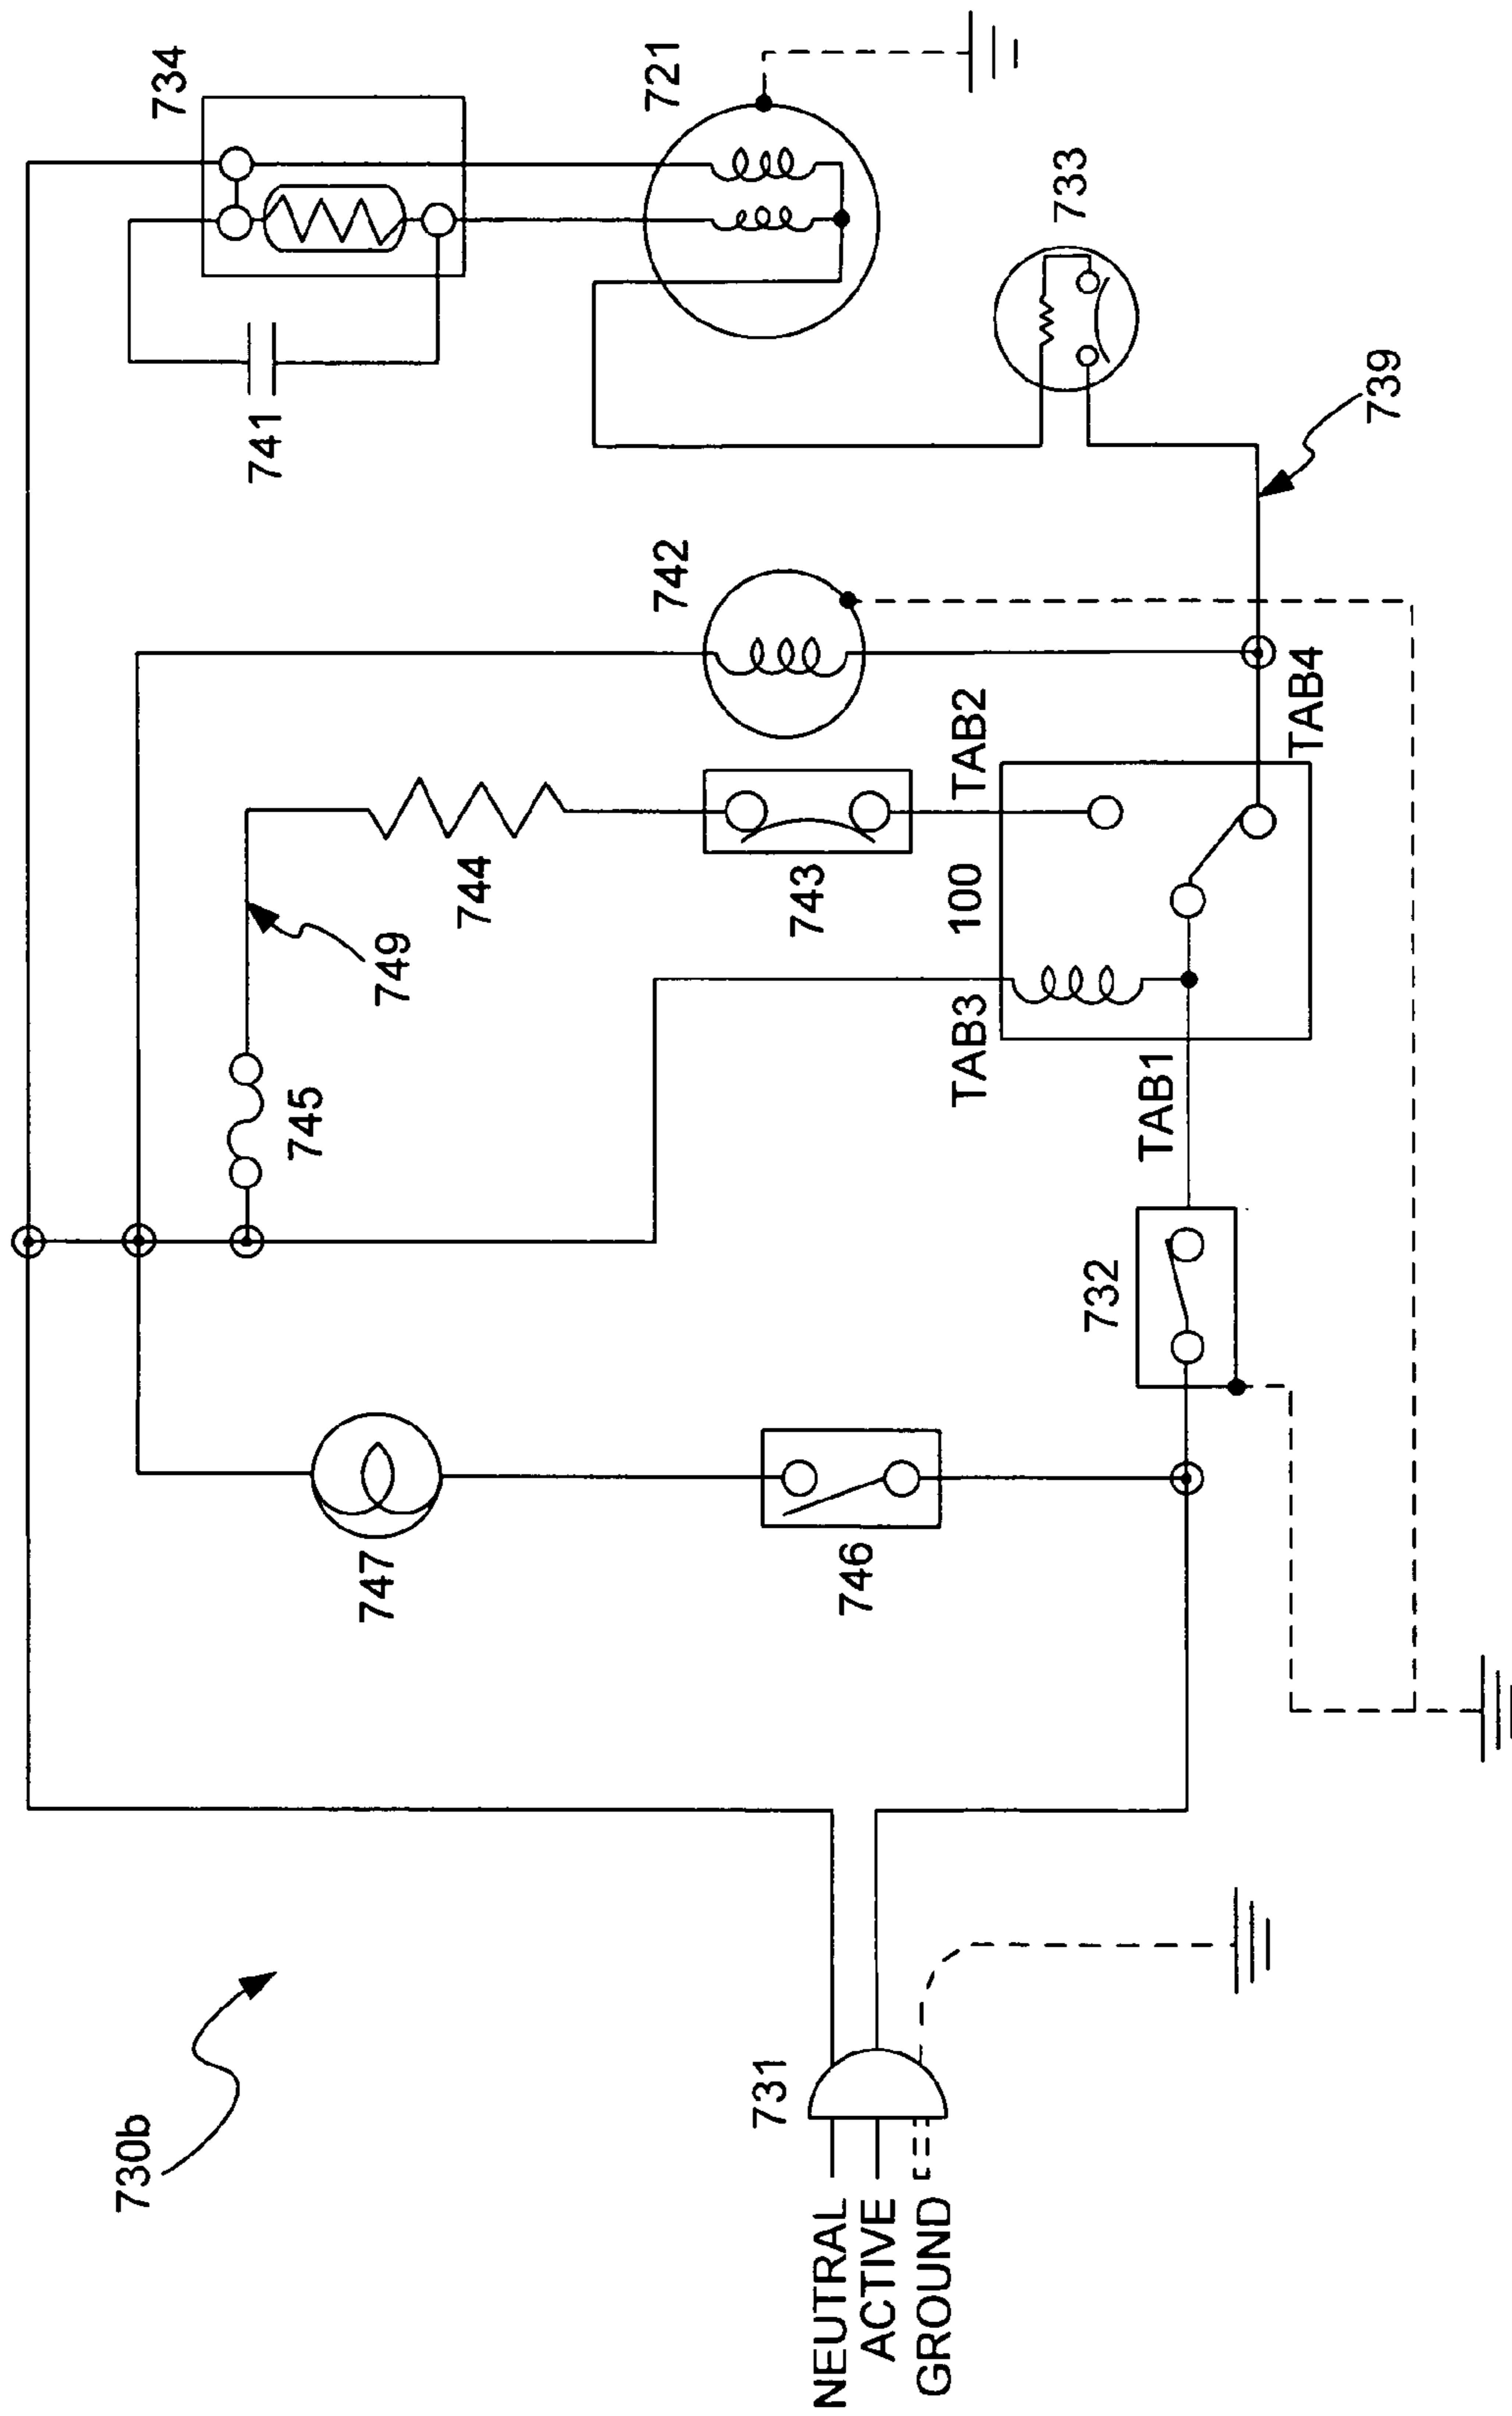 730b
NEUTRAL
ACTIVE
GROUND
731
747
746
732
745
749
744
743
100
TAB1
TAB3
TAB2
TAB4
742
741
734
721
733
739